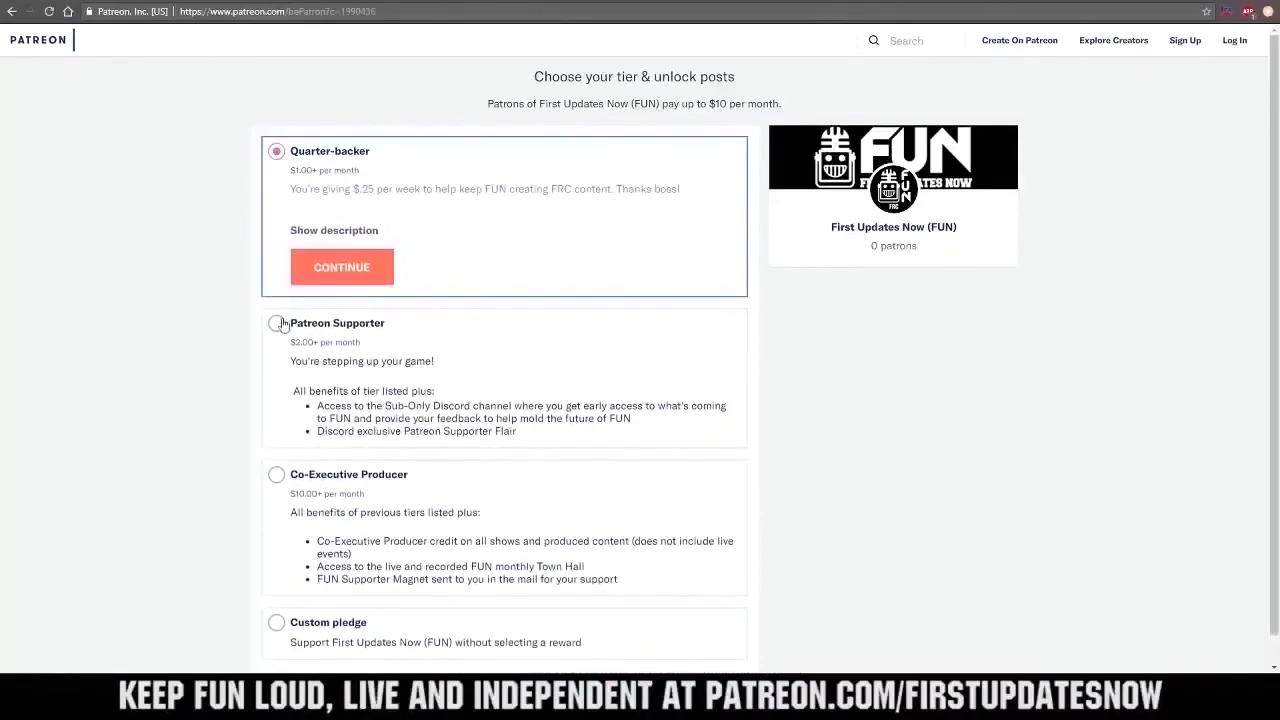 Patreon, Inc. [US] | https://www.patreon.com/bePatron?c=1990436
PATREON
Search
Create On Patreon
Explore Creators
Sign Up
Log In
Choose your tier & unlock posts
Patrons of First Updates Now (FUN) pay up to $10 per month.
Quarter-backer
$1.00+ per month
You're giving $.25 per week to help keep FUN creating FRC content. Thanks boss!
Show description
CONTINUE
FUN
FUN
FRC
First Updates Now (FUN)
0 patrons
Patreon Supporter
$2.00+ per month
You're stepping up your game!
All benefits of tier listed plus:
Access to the Sub-Only Discord channel where you get early access to what's coming
to FUN and provide your feedback to help mold the future of FUN
Discord exclusive Patreon Supporter Flair
Co-Executive Producer
$10.00+ per month
All benefits of previous tiers listed plus:
Co-Executive Producer credit on all shows and produced content (does not include live
events)
Access to the live and recorded FUN monthly Town Hall
FUN Supporter Magnet sent to you in the mail for your support
Custom pledge
Support First Updates Now (FUN) without selecting a reward
KEEP FUN LOUD, LIVE AND INDEPENDENT AT PATREON.COM/FIRSTUPDATESNOW